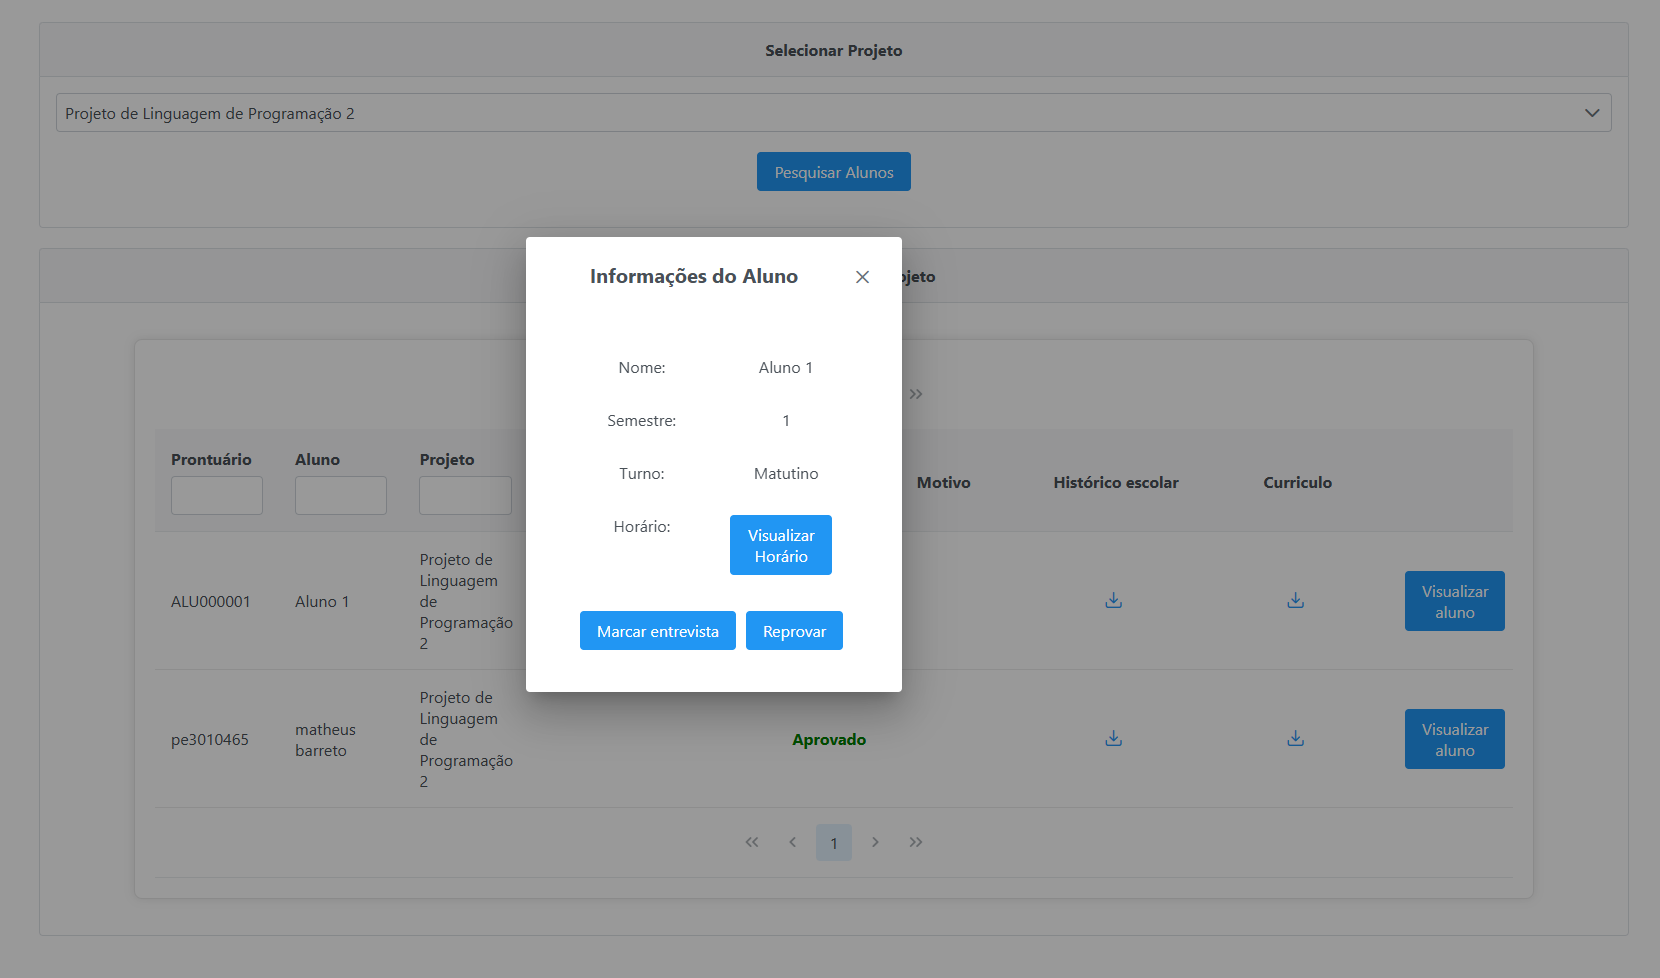 Selecionar Projeto
Projeto de Linguagem de Programação 2
Pesquisar Alunos
Informações do Aluno
Nome: Aluno 1
Semestre: 1
Turno: Matutino
Horário: Visualizar
Horário
Marcar entrevista Reprovar
Prontuário Aluno Projeto Motivo Histórico escolar Curriculo
ALU000001 Aluno 1
Projeto de
Linguagem
de
Programação
2
Visualizar
aluno
pe3010465
matheus
barreto
Projeto de
Linguagem
de
Programação
2
Aprovado
Visualizar
aluno
1